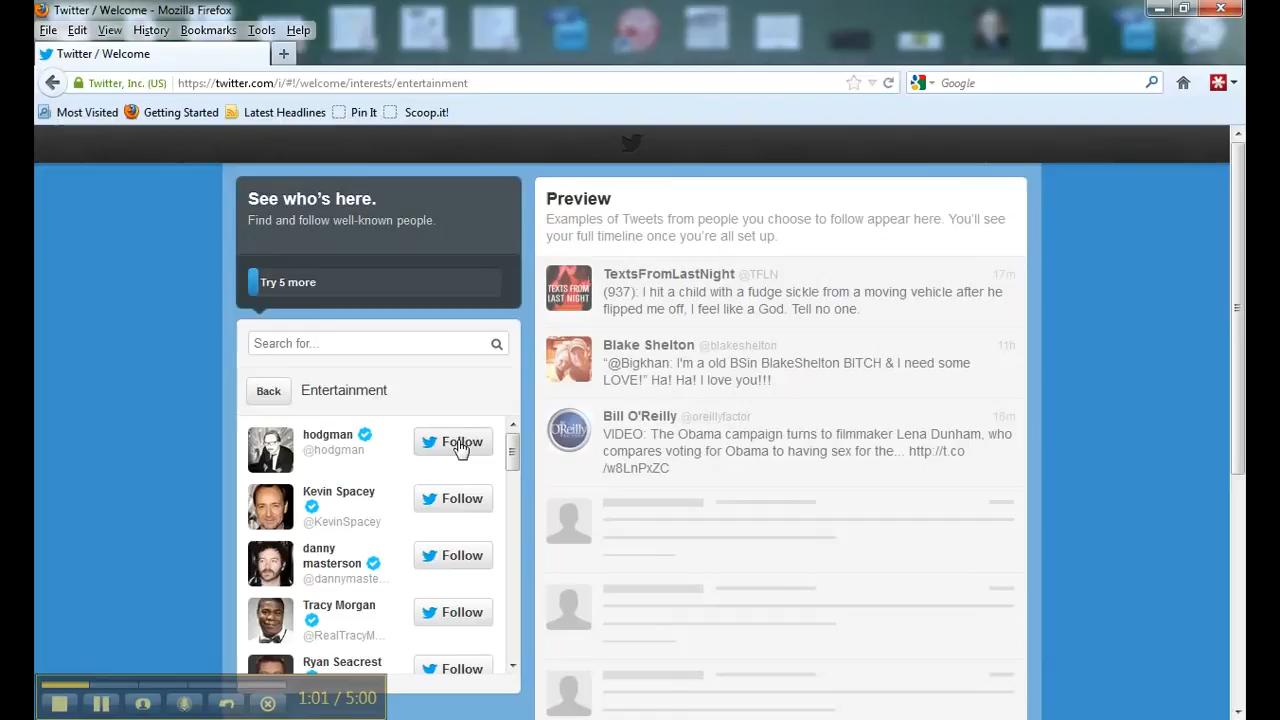 Twitter / Welcome - Mozilla Firefox
File Edit View History Bookmarks Tools Help
Twitter / Welcome
Twitter, Inc. (US) https://twitter.com/i/#!/welcome/interests/entertainment Google
Most Visited Getting Started Latest Headlines Pin It Scoop.it!
See who's here.
Find and follow well-known people.
Try 5 more
Search for...
Back Entertainment
hodgman
@hodgman
Follow
Kevin Spacey
@KevinSpacey
Follow
danny
masterson
@dannymaste...
Follow
Tracy Morgan
@RealTracyM...
Follow
Ryan Seacrest
Follow
Preview
Examples of Tweets from people you choose to follow appear here. You'll see
your full timeline once you're all set up.
TEXTS FROM
LAST NIGHT
TextsFromLastNight @TFLN 17m
(937): I hit a child with a fudge sickle from a moving vehicle after he
flipped me off, I feel like a God. Tell no one.
Blake Shelton @blakeshelton 11h
“@Bigkhan: I'm a old BSin BlakeShelton BITCH & I need some
LOVE!” Ha! Ha! I love you!!!
O'REILLY
Bill O'Reilly @oreillyfactor 16m
VIDEO: The Obama campaign turns to filmmaker Lena Dunham, who
compares voting for Obama to having sex for the... http://t.co
/w8LnPxZC
1:01 / 5:00